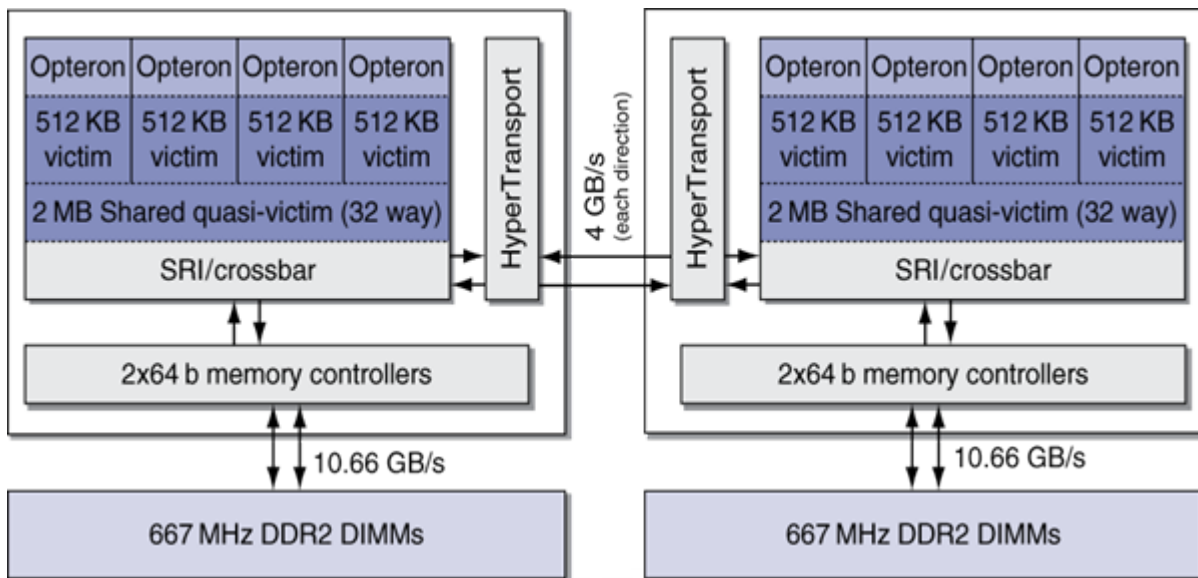 Opteron Opteron Opteron Opteron
512 KB 512 KB 512 KB 512 KB
victim victim victim victim
2 MB Shared quasi-victim (32 way)
SRI/crossbar
HyperTransport
2x64 b memory controllers
10.66 GB/s
667 MHz DDR2 DIMMs
4 GB/s
(each direction)
HyperTransport
Opteron Opteron Opteron Opteron
512 KB 512 KB 512 KB 512 KB
victim victim victim victim
2 MB Shared quasi-victim (32 way)
SRI/crossbar
2x64 b memory controllers
10.66 GB/s
667 MHz DDR2 DIMMs